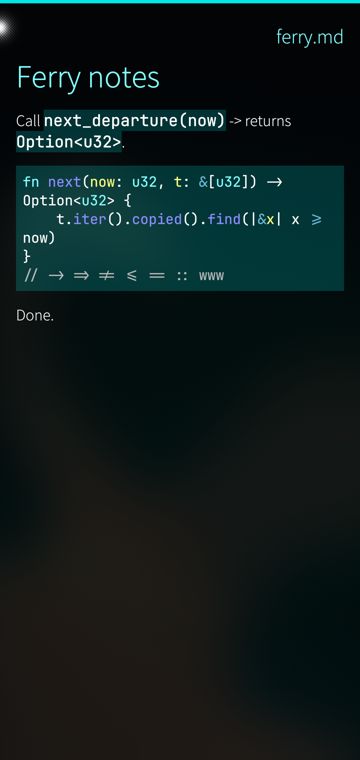 ferry.md
Ferry notes
Call next_departure(now) -> returns
Option<u32>.
fn next(now: u32, t: &[u32]) ->
Option<u32> {
    t.iter().copied().find(|&x| x >=
now)
}
// -> => != <= == :: www
Done.